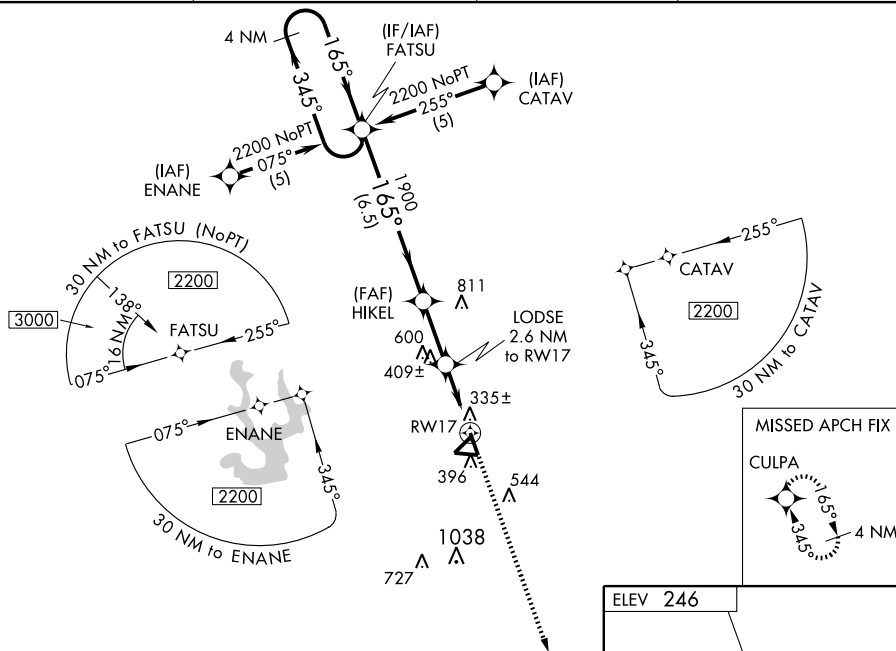 4 NM
165°
345°
(IF/IAF)
FATSU
2200 NoPT
255°
(5)
(IAF)
CATAV
2200 NoPT
075°
(5)
(IAF)
ENANE
1900
165°
(6.5)
30 NM to FATSU (NoPT)
2200
138°
3000
16 NM
FATSU
255°
075°
(FAF)
HIKEL
811
LODSE
2.6 NM
to RW17
600
409±
335±
RW17
396
544
1038
727
075°
ENANE
345°
2200
30 NM to ENANE
255°
CATAV
2200
345°
30 NM to CATAV
MISSED APCH FIX
CULPA
165°
345°
4 NM
ELEV 246